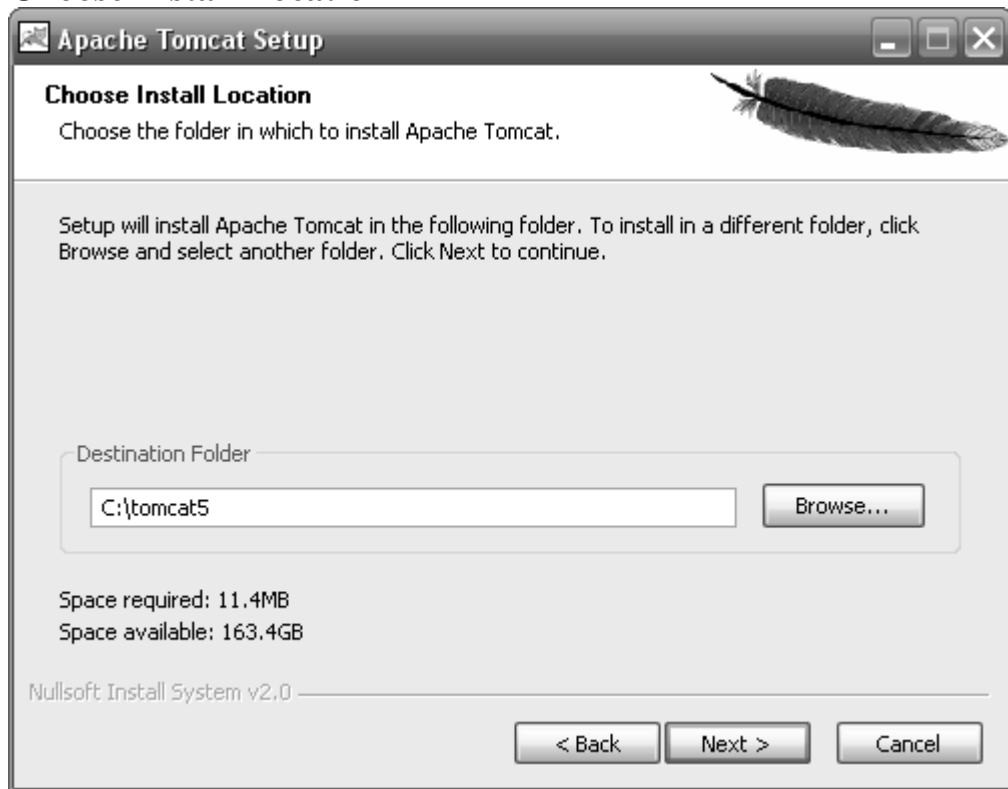 Apache Tomcat Setup
Choose Install Location
Choose the folder in which to install Apache Tomcat.
Setup will install Apache Tomcat in the following folder. To install in a different folder, click
Browse and select another folder. Click Next to continue.
Destination Folder
C:\tomcat5
Browse...
Space required: 11.4MB
Space available: 163.4GB
Nullsoft Install System v2.0
< Back
Next >
Cancel